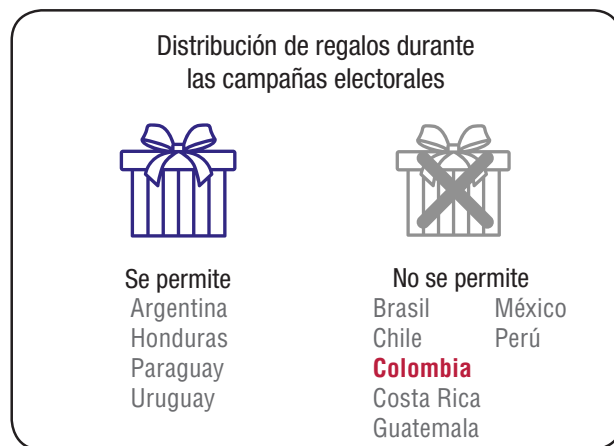 Distribución de regalos durante
las campañas electorales
Se permite
Argentina
Honduras
Paraguay
Uruguay
No se permite
Brasil
Chile
Colombia
Costa Rica
Guatemala
México
Perú